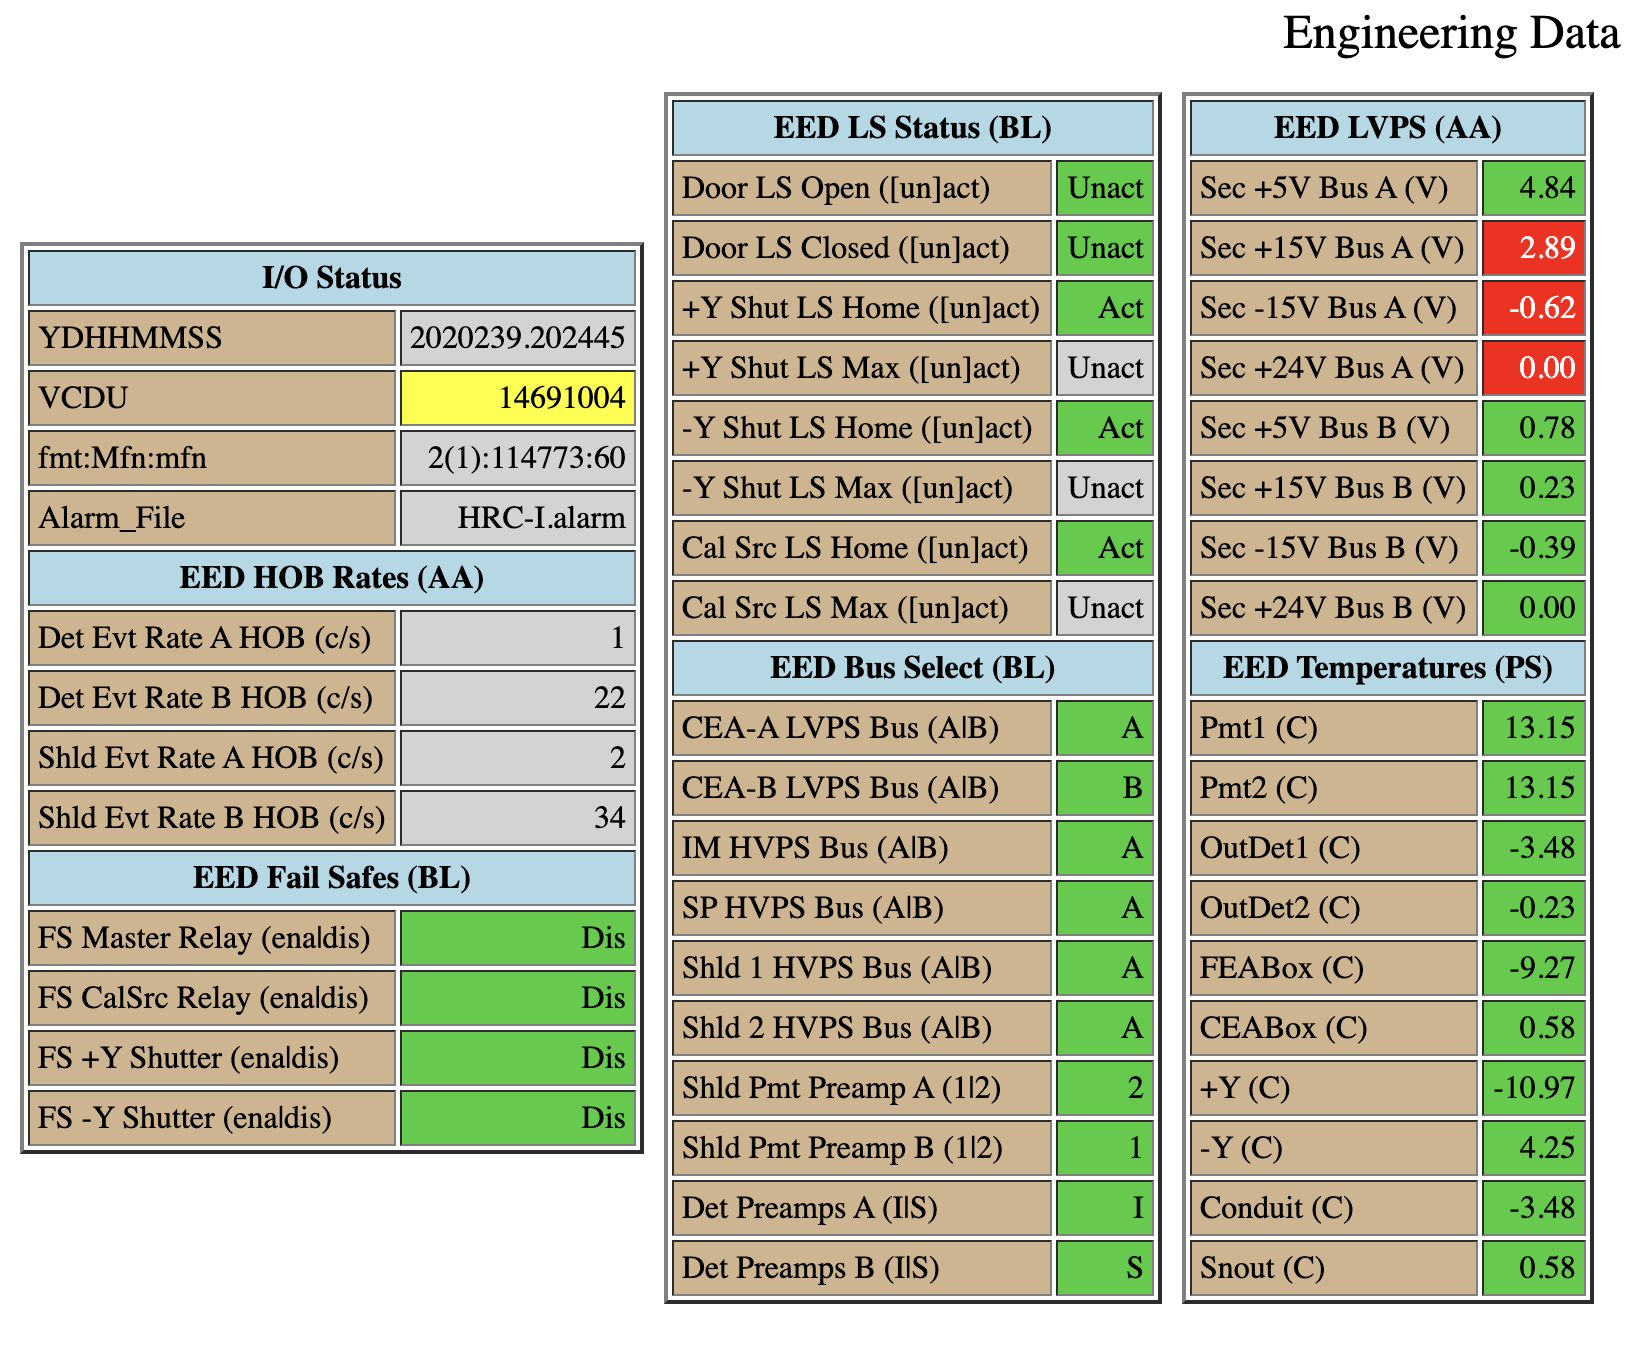 Engineering Data
I/O Status
YDHHMMSS 2020239.202445
VCDU 14691004
fmt:Mfn:mfn 2(1):114773:60
Alarm_File HRC-I.alarm
EED HOB Rates (AA)
Det Evt Rate A HOB (c/s) 1
Det Evt Rate B HOB (c/s) 22
Shld Evt Rate A HOB (c/s) 2
Shld Evt Rate B HOB (c/s) 34
EED Fail Safes (BL)
FS Master Relay (ena|dis) Dis
FS CalSrc Relay (ena|dis) Dis
FS +Y Shutter (ena|dis) Dis
FS -Y Shutter (ena|dis) Dis
EED LS Status (BL)
Door LS Open ([un]act) Unact
Door LS Closed ([un]act) Unact
+Y Shut LS Home ([un]act) Act
+Y Shut LS Max ([un]act) Unact
-Y Shut LS Home ([un]act) Act
-Y Shut LS Max ([un]act) Unact
Cal Src LS Home ([un]act) Act
Cal Src LS Max ([un]act) Unact
EED Bus Select (BL)
CEA-A LVPS Bus (A|B) A
CEA-B LVPS Bus (A|B) B
IM HVPS Bus (A|B) A
SP HVPS Bus (A|B) A
Shld 1 HVPS Bus (A|B) A
Shld 2 HVPS Bus (A|B) A
Shld Pmt Preamp A (1|2) 2
Shld Pmt Preamp B (1|2) 1
Det Preamps A (I|S) I
Det Preamps B (I|S) S
EED LVPS (AA)
Sec +5V Bus A (V) 4.84
Sec +15V Bus A (V) 2.89
Sec -15V Bus A (V) -0.62
Sec +24V Bus A (V) 0.00
Sec +5V Bus B (V) 0.78
Sec +15V Bus B (V) 0.23
Sec -15V Bus B (V) -0.39
Sec +24V Bus B (V) 0.00
EED Temperatures (PS)
Pmt1 (C) 13.15
Pmt2 (C) 13.15
OutDet1 (C) -3.48
OutDet2 (C) -0.23
FEABox (C) -9.27
CEABox (C) 0.58
+Y (C) -10.97
-Y (C) 4.25
Conduit (C) -3.48
Snout (C) 0.58